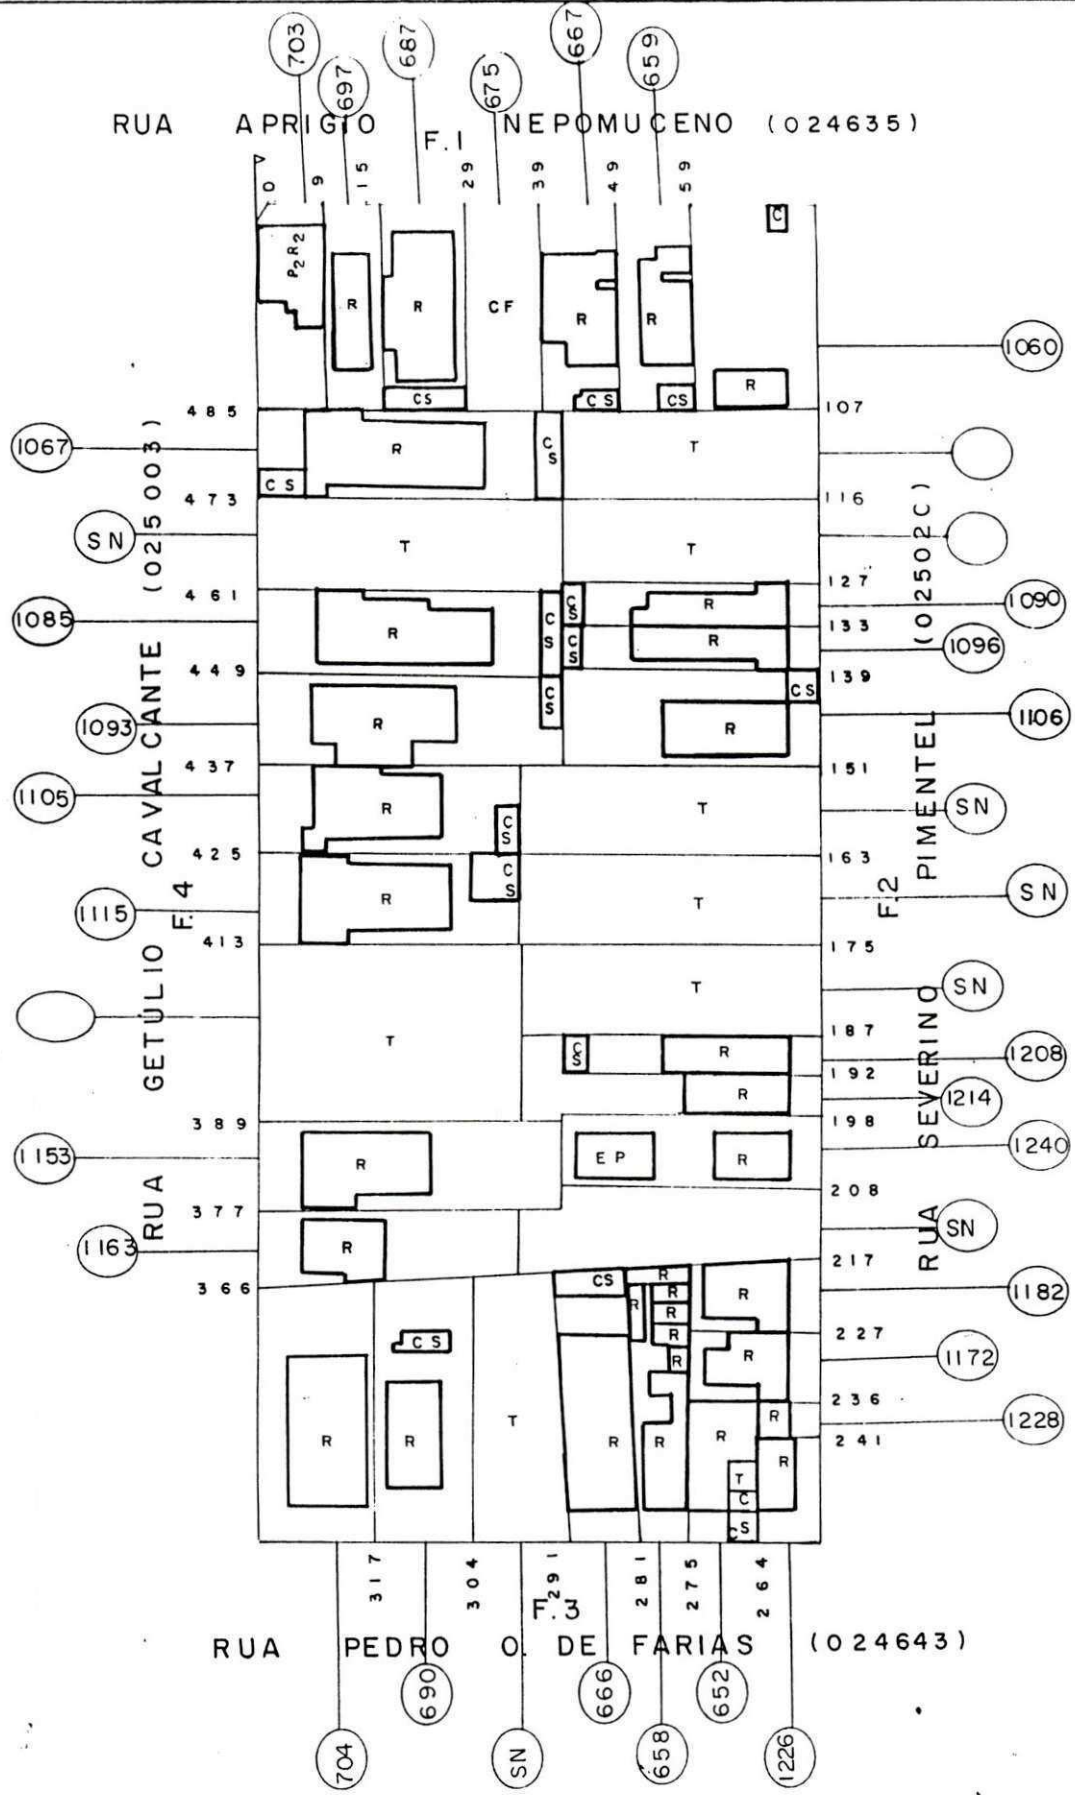 703
697
687
675
667
659
RUA APRIGIO NEPOMUCENO (024635)
F.1
0
9
15
29
39
49
59
C
P2R2
R
R
CF
R
R
1060
R
CS
CS
CS
485
107
1067
R
CS
T
CS
473
116
SN
T
T
461
127
1085
R
CS
CS
R
1090
133
CS
R
1096
449
139
CS
CS
1093
R
R
1106
437
151
1105
R
CS
T
SN
425
163
1115
R
CS
T
SN
413
175
T
SN
187
T
CS
R
1208
192
R
1214
389
198
1153
R
EP
R
1240
208
377
1163
R
SN
366
217
CS
R
R
R
R
R
R
R
1182
227
R
1172
236
R
1228
241
CS
R
R
T
R
R
R
R
T
C
CS
RUA GETÚLIO CAVALCANTE (025003)
F.4
RUA SEVERINO PIMENTEL (02502C)
F.2
317
304
291
281
275
264
F.3
RUA PEDRO O. DE FARIAS (024643)
704
690
SN
666
658
652
1226